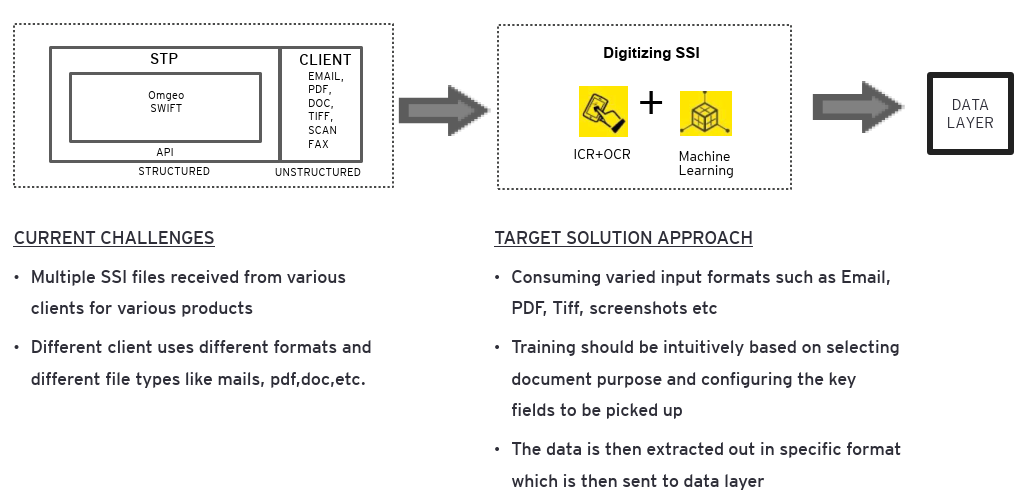 STP
Omgeo
SWIFT
API
STRUCTURED
CLIENT
EMAIL,
PDF,
DOC,
TIFF,
SCAN
FAX
UNSTRUCTURED
Digitizing SSI
+
ICR+OCR
Machine
Learning
DATA
LAYER
CURRENT CHALLENGES
• Multiple SSI files received from various
clients for various products
• Different client uses different formats and
different file types like mails, pdf,doc,etc.
TARGET SOLUTION APPROACH
• Consuming varied input formats such as Email,
PDF, Tiff, screenshots etc
• Training should be intuitively based on selecting
document purpose and configuring the key
fields to be picked up
• The data is then extracted out in specific format
which is then sent to data layer